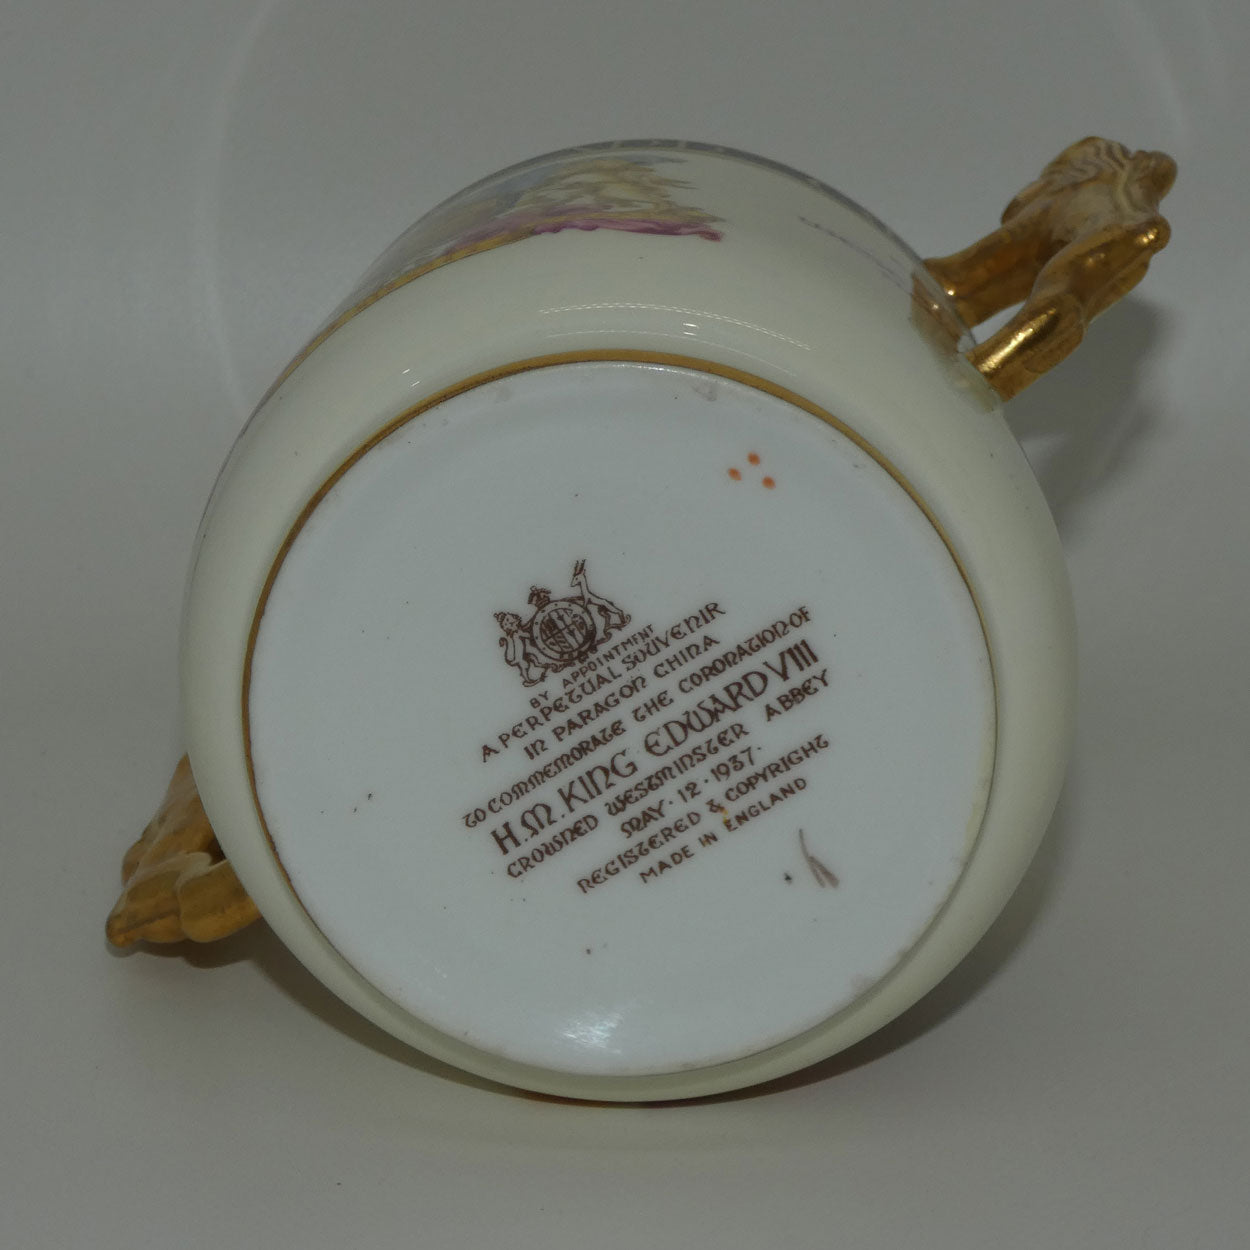 BY APPOINTMENT
A PERPETUAL SOUVENIR
IN PARAGON CHINA
TO COMMEMORATE THE CORONATION OF
H.M. KING EDWARD VIII
CROWNED WESTMINSTER ABBEY
MAY · 12 · 1937.
REGISTERED & COPYRIGHT
MADE IN ENGLAND